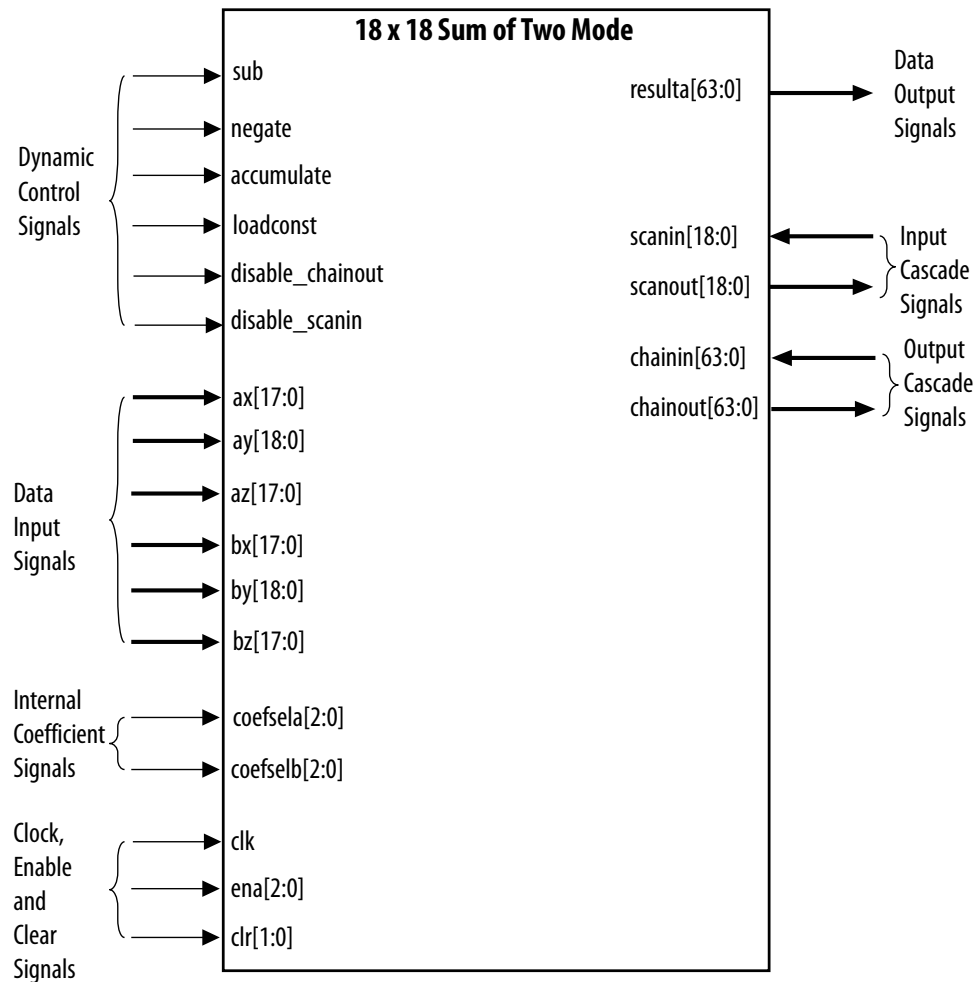 18 x 18 Sum of Two Mode
Dynamic
Control
Signals
sub
negate
accumulate
loadconst
disable_chainout
disable_scanin
Data
Input
Signals
ax[17:0]
ay[18:0]
az[17:0]
bx[17:0]
by[18:0]
bz[17:0]
Internal
Coefficient
Signals
coefsela[2:0]
coefselb[2:0]
Clock,
Enable
and
Clear
Signals
clk
ena[2:0]
clr[1:0]
resulta[63:0]
Data
Output
Signals
scanin[18:0]
scanout[18:0]
Input
Cascade
Signals
chainin[63:0]
chainout[63:0]
Output
Cascade
Signals